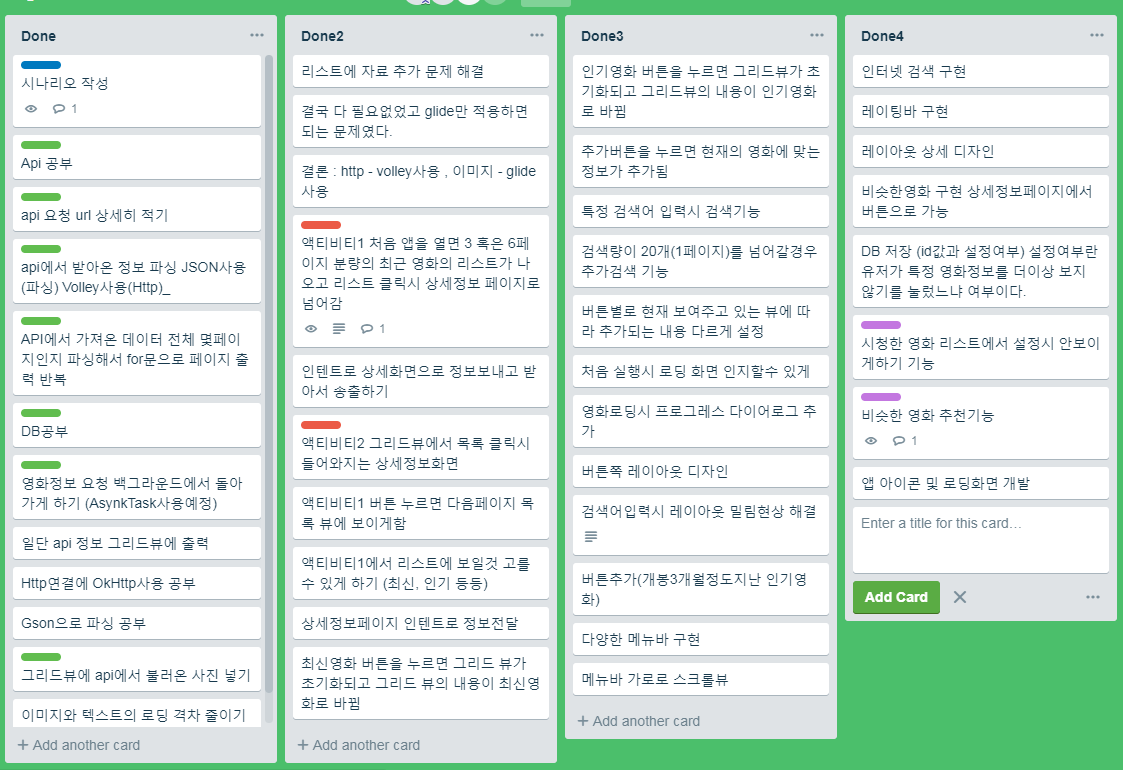 Done
시나리오 작성
1
Api 공부
api 요청 url 상세히 적기
api에서 받아온 정보 파싱 JSON사용
(파싱) Volley사용(Http)_
API에서 가져온 데이터 전체 몇페이
지인지 파싱해서 for문으로 페이지 출
력 반복
DB공부
영화정보 요청 백그라운드에서 돌아
가게 하기 (AsynkTask사용예정)
일단 api 정보 그리드뷰에 출력
Http연결에 OkHttp사용 공부
Gson으로 파싱 공부
그리드뷰에 api에서 불러온 사진 넣기
이미지와 텍스트의 로딩 격차 줄이기
+ Add another card
Done2
리스트에 자료 추가 문제 해결
결국 다 필요없었고 glide만 적용하면
되는 문제였다.
결론 : http - volley사용 , 이미지 - glide
사용
액티비티1 처음 앱을 열면 3 혹은 6페
이지 분량의 최근 영화의 리스트가 나
오고 리스트 클릭시 상세정보 페이지로
넘어감
1
인텐트로 상세화면으로 정보보내고 받
아서 송출하기
액티비티2 그리드뷰에서 목록 클릭시
들어와지는 상세정보화면
액티비티1 버튼 누르면 다음페이지 목
록 뷰에 보이게함
액티비티1에서 리스트에 보일것 고를
수 있게 하기 (최신, 인기 등등)
상세정보페이지 인텐트로 정보전달
최신영화 버튼을 누르면 그리드 뷰가
초기화되고 그리드 뷰의 내용이 최신영
화로 바뀜
+ Add another card
Done3
인기영화 버튼을 누르면 그리드뷰가 초
기화되고 그리드뷰의 내용이 인기영화
로 바뀜
추가버튼을 누르면 현재의 영화에 맞는
정보가 추가됨
특정 검색어 입력시 검색기능
검색량이 20개(1페이지)를 넘어갈경우
추가검색 기능
버튼별로 현재 보여주고 있는 뷰에 따
라 추가되는 내용 다르게 설정
처음 실행시 로딩 화면 인지할수 있게
영화로딩시 프로그레스 다이어로그 추
가
버튼쪽 레이아웃 디자인
검색어입력시 레이아웃 밀림현상 해결
버튼추가(개봉3개월정도지난 인기영
화)
다양한 메뉴바 구현
메뉴바 가로로 스크롤뷰
+ Add another card
Done4
인터넷 검색 구현
레이팅바 구현
레이아웃 상세 디자인
비슷한영화 구현 상세정보페이지에서
버튼으로 가능
DB 저장 (id값과 설정여부) 설정여부란
유저가 특정 영화정보를 더이상 보지
않기를 눌렀느냐 여부이다.
시청한 영화 리스트에서 설정시 안보이
게하기 기능
비슷한 영화 추천기능
1
앱 아이콘 및 로딩화면 개발
Enter a title for this card…
Add Card